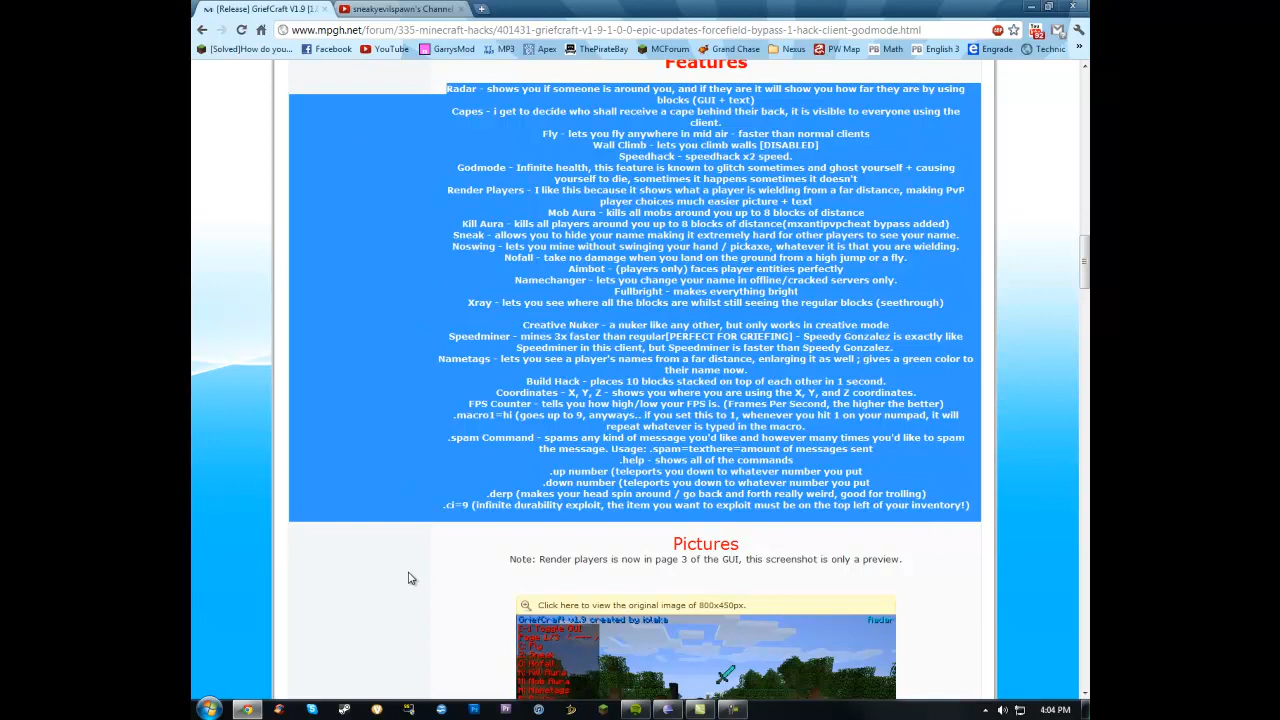 [Release] GriefCraft V1.9 [1.
sneakyevilspawn's Channel
www.mpgh.net/forum/335-minecraft-hacks/401431-griefcraft-v1-9-1-0-0-epic-updates-forcefield-bypass-1-hack-client-godmode.html
[Solved]How do you...
Facebook
YouTube
GarrysMod
MP3
Apex
ThePirateBay
MCForum
Grand Chase
Nexus
PW Map
Math
English 3
Engrade
Technic
Features
Radar - shows you if someone is around you, and if they are it will show you how far they are by using
blocks (GUI + text)
Capes - i get to decide who shall receive a cape behind their back, it is visible to everyone using the
client.
Fly - lets you fly anywhere in mid air - faster than normal clients
Wall Climb - lets you climb walls [DISABLED]
Speedhack - speedhack x2 speed.
Godmode - Infinite health, this feature is known to glitch sometimes and ghost yourself + causing
yourself to die, sometimes it happens sometimes it doesn't
Render Players - I like this because it shows what a player is wielding from a far distance, making PvP
player choices much easier picture + text
Mob Aura - kills all mobs around you up to 8 blocks of distance
Kill Aura - kills all players around you up to 8 blocks of distance(mxantipvpcheat bypass added)
Sneak - allows you to hide your name making it extremely hard for other players to see your name.
Noswing - lets you mine without swinging your hand / pickaxe, whatever it is that you are wielding.
Nofall - take no damage when you land on the ground from a high jump or a fly.
Aimbot - (players only) faces player entities perfectly
Namechanger - lets you change your name in offline/cracked servers only.
Fullbright - makes everything bright
Xray - lets you see where all the blocks are whilst still seeing the regular blocks (seethrough)
Creative Nuker - a nuker like any other, but only works in creative mode
Speedminer - mines 3x faster than regular[PERFECT FOR GRIEFING] - Speedy Gonzalez is exactly like
Speedminer in this client, but Speedminer is faster than Speedy Gonzalez.
Nametags - lets you see a player's names from a far distance, enlarging it as well ; gives a green color to
their name now.
Build Hack - places 10 blocks stacked on top of each other in 1 second.
Coordinates - X, Y, Z - shows you where you are using the X, Y, and Z coordinates.
FPS Counter - tells you how high/low your FPS is. (Frames Per Second, the higher the better)
.macro1=hi (goes up to 9, anyways.. if you set this to 1, whenever you hit 1 on your numpad, it will
repeat whatever is typed in the macro.
.spam Command - spams any kind of message you'd like and however many times you'd like to spam
the message. Usage: .spam=texthere=amount of messages sent
.help - shows all of the commands
.up number (teleports you down to whatever number you put
.down number (teleports you down to whatever number you put
.derp (makes your head spin around / go back and forth really weird, good for trolling)
.ci=9 (infinite durability exploit, the item you want to exploit must be on the top left of your inventory!)
Pictures
Note: Render players is now in page 3 of the GUI, this screenshot is only a preview.
Click here to view the original image of 800x450px.
GriefCraft v1.9 created by iolaka
Radar
Toggle GUI
Page 1/3
Fly
Sneak
Nofall
Kill Aura
Mob Aura
Nametags
4:04 PM